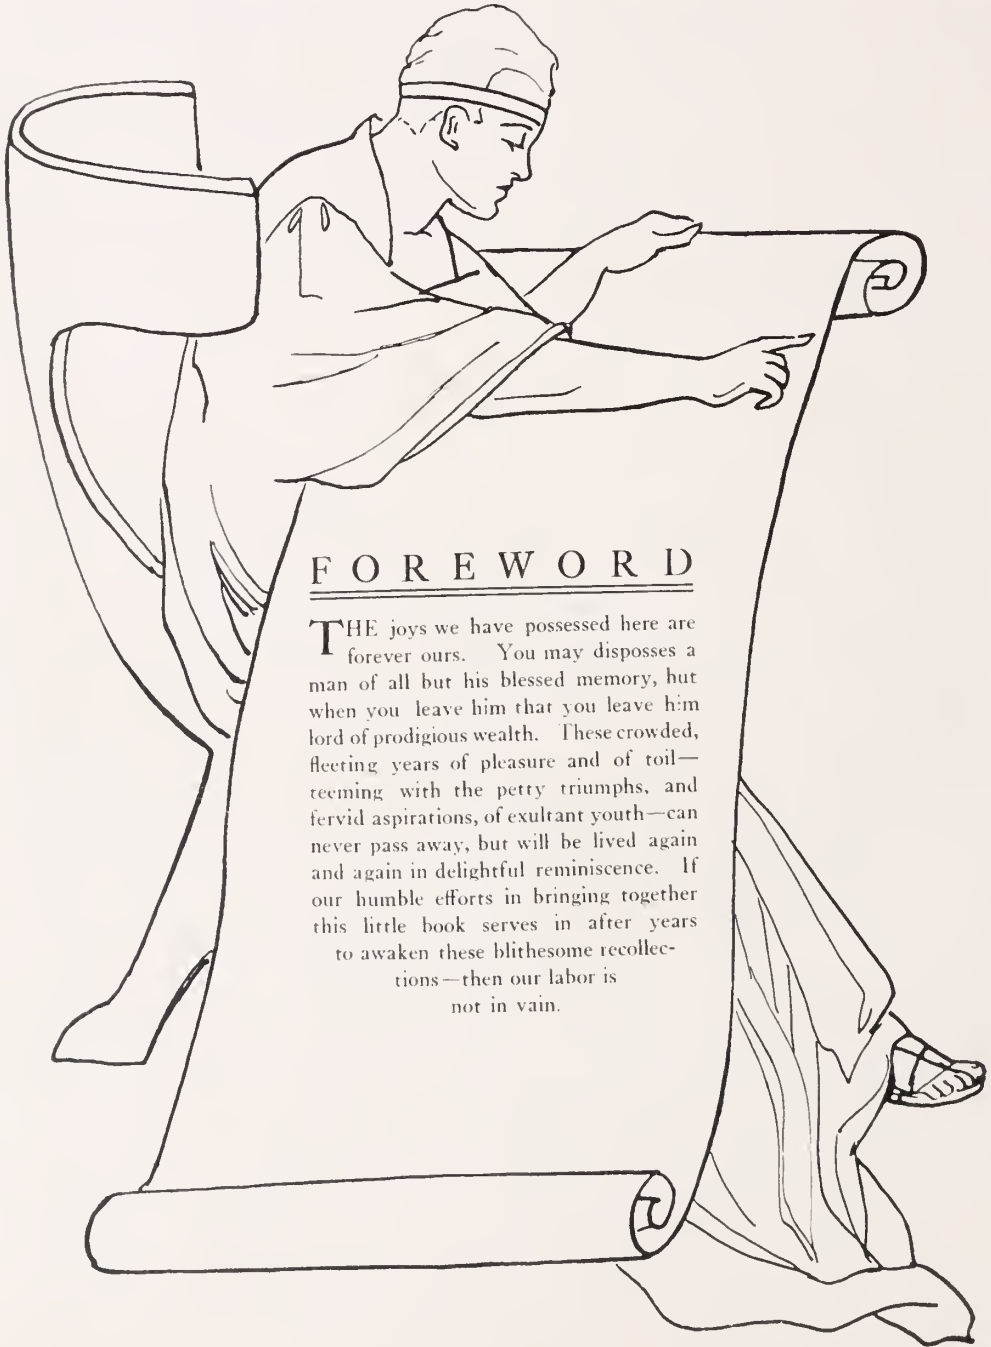 FOREWORD
THE joys we have possessed here are
forever ours. You may disposses a
man of all but his blessed memory, but
when you leave him that you leave him
lord of prodigious wealth. These crowded,
fleeting years of pleasure and of toil—
teeming with the petty triumphs, and
fervid aspirations, of exultant youth—can
never pass away, but will be lived again
and again in delightful reminiscence. If
our humble efforts in bringing together
this little book serves in after years
to awaken these blithesome recollec-
tions—then our labor is
not in vain.